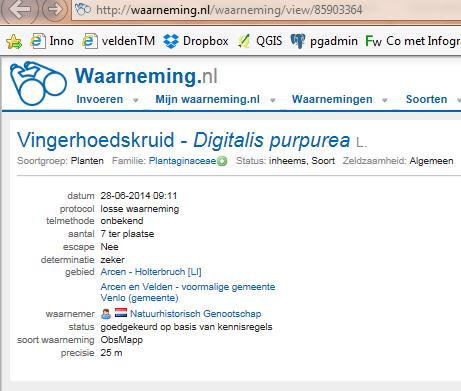 http://waarneming.nl/waarneming/view/85903364
Inno veldenTM Dropbox QGIS pgadmin Co met Infogr
Waarneming.nl
Invoeren Mijn waarneming.nl Waarnemingen Soorten
Vingerhoedskruid - Digitalis purpurea L.
Soortgroep: Planten Familie: Plantaginaceae Status: inheems, Soort Zeldzaamheid: Algemeen
datum 28-06-2014 09:11
protocol losse waarneming
telmethode onbekend
aantal 7 ter plaatse
escape Nee
determinatie zeker
gebied Arcen - Holterbruch [LI]
Arcen en Velden - voormalige gemeente
Venlo (gemeente)
waarnemer Natuurhistorisch Genootschap
status goedgekeurd op basis van kennisregels
soort waarneming ObsMapp
precisie 25 m